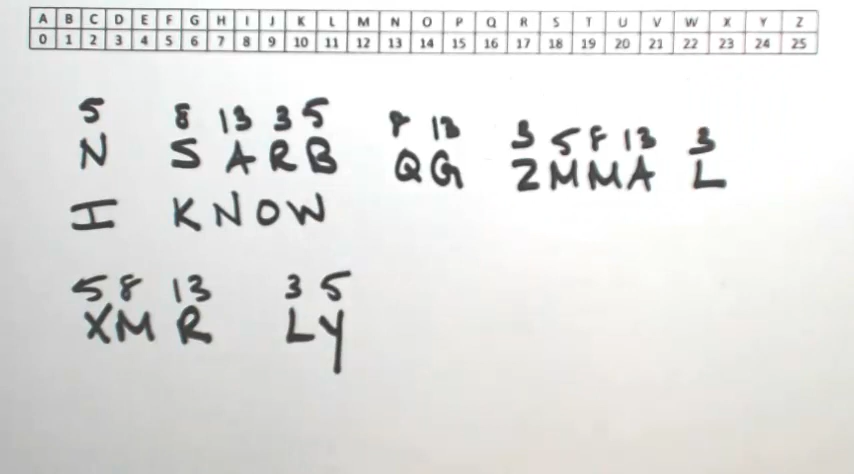 A B C D E F G H I J K L M N O P Q R S T U V W X Y Z
0 1 2 3 4 5 6 7 8 9 10 11 12 13 14 15 16 17 18 19 20 21 22 23 24 25
5 8 13 3 5 8 13 3 5 8 13 3
N SARB QG ZMMA L
I KNOW
5 8 13 3 5
XM R LY